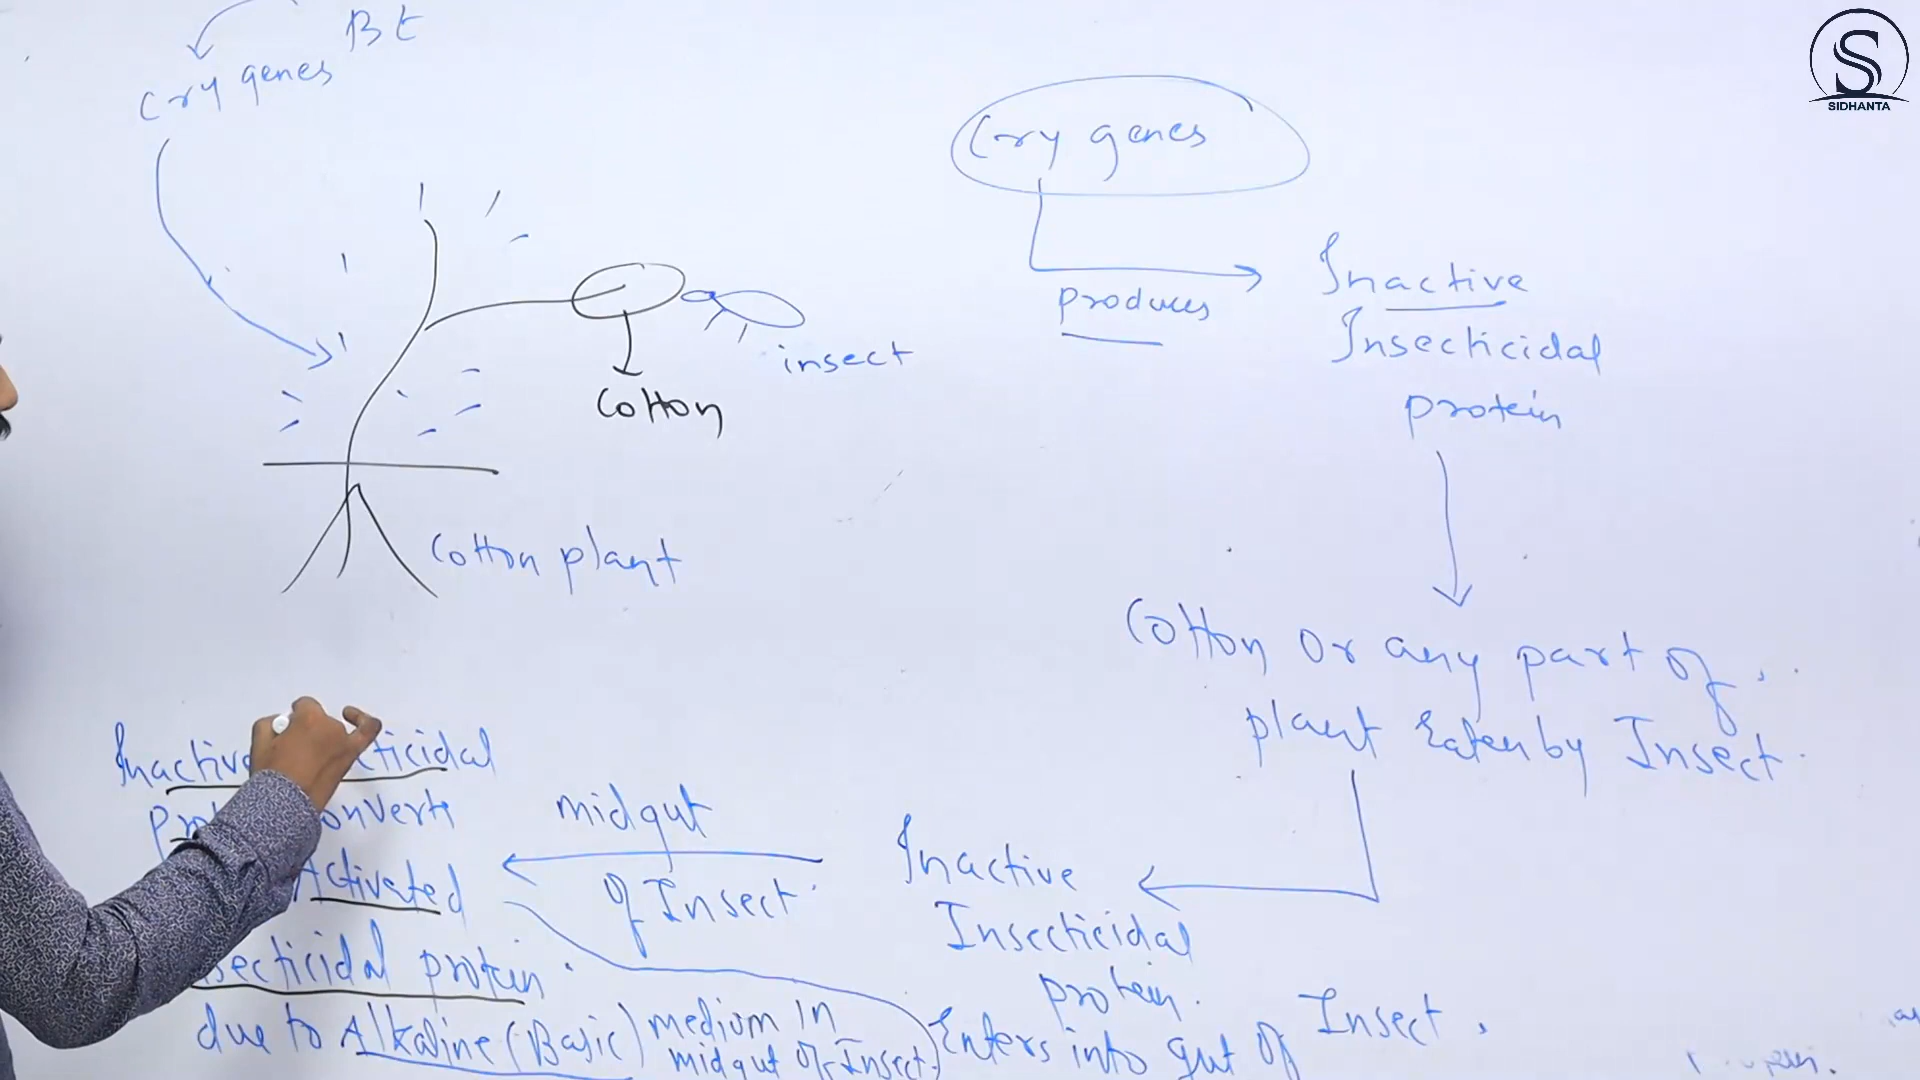 Bt
Cry genes
insect
Cotton
Cotton plant
Cry genes
produces
Inactive
Insecticidal
protein
Cotton or any part of
plant Eaten by Insect.
Inactive
Insecticidal
protein.
Enters into gut of Insect.
midgut
of Insect.
Activated
protein.
due to Alkaline (Basic) medium in
midgut of Insect.
SIDHANTA